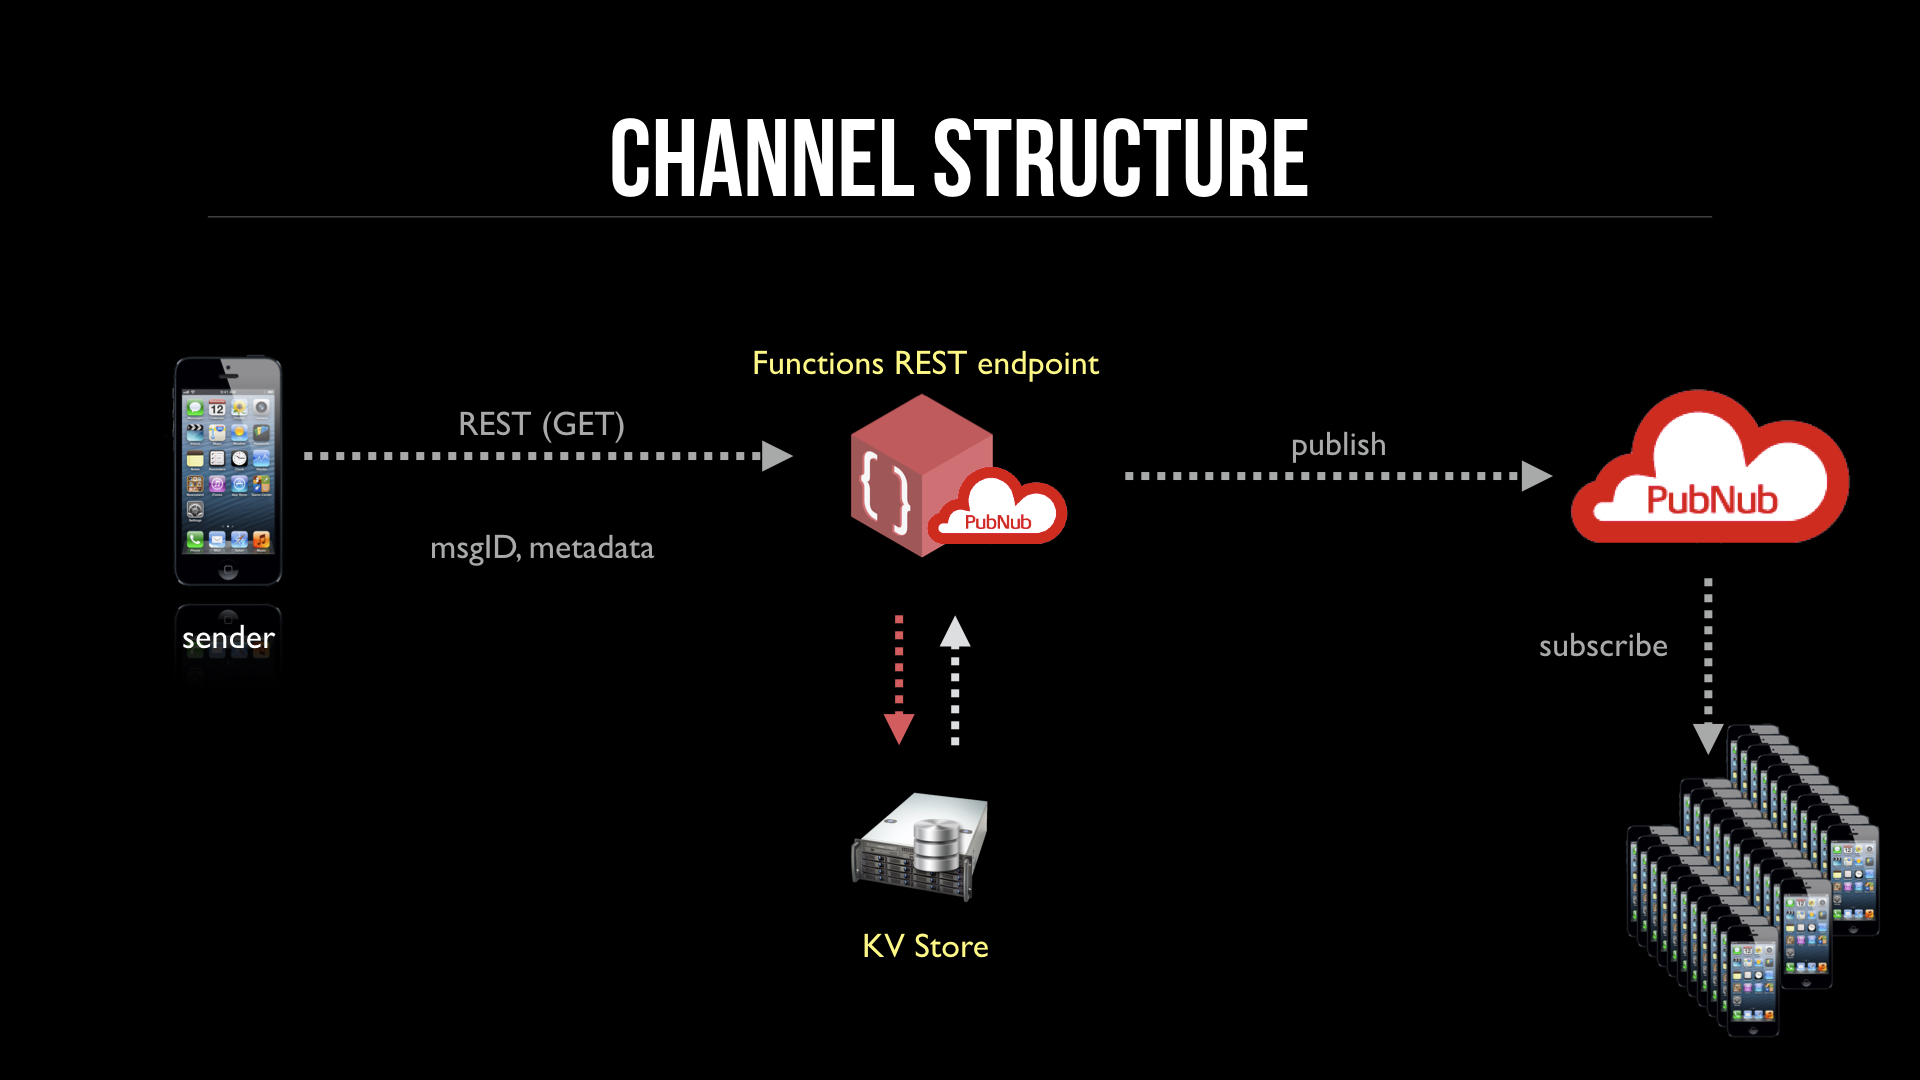 CHANNEL STRUCTURE
Functions REST endpoint
REST (GET)
publish
{ }
PubNub
PubNub
msgID, metadata
sender
subscribe
KV Store